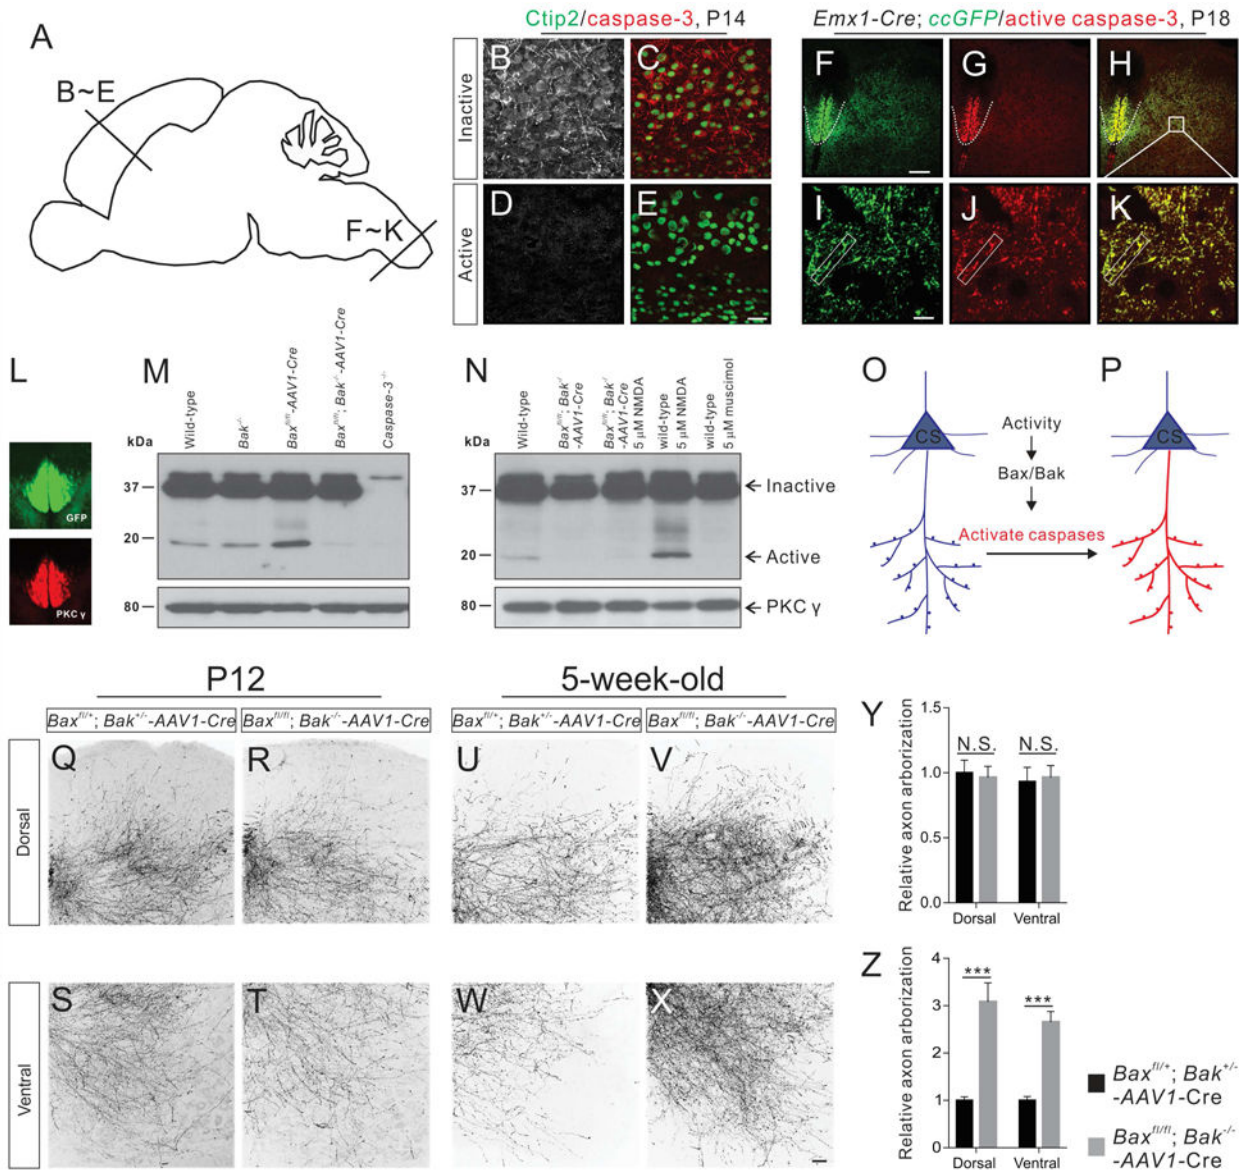 A
B~E
F~K
Ctip2/caspase-3, P14
Emx1-Cre; ccGFP/active caspase-3, P18
Inactive
B
C
F
G
H
Active
D
E
I
J
K
L
GFP
PKC γ
M
Wild-type
Bak-/-
Baxfl/fl-AAV1-Cre
Baxfl/fl; Bak-/--AAV1-Cre
Caspase-3-/-
kDa
37
20
80
N
Wild-type
Baxfl/fl; Bak-/-
-AAV1-Cre
Baxfl/fl; Bak-/-
-AAV1-Cre
5 µM NMDA
wild-type
5 µM NMDA
wild-type
5 µM muscimol
kDa
37
20
80
Inactive
Active
PKC γ
O
CS
Activity
Bax/Bak
Activate caspases
P
CS
P12
5-week-old
Baxfl/+; Bak+/--AAV1-Cre
Baxfl/fl; Bak-/--AAV1-Cre
Baxfl/+; Bak+/--AAV1-Cre
Baxfl/fl; Bak-/--AAV1-Cre
Dorsal
Q
R
U
V
Ventral
S
T
W
X
Y
Relative axon arborization
1.5
1.0
0.5
0.0
N.S.
N.S.
Dorsal
Ventral
Z
Relative axon arborization
4
3
2
1
0
***
***
Dorsal
Ventral
Baxfl/+; Bak+/-
-AAV1-Cre
Baxfl/fl; Bak-/-
-AAV1-Cre